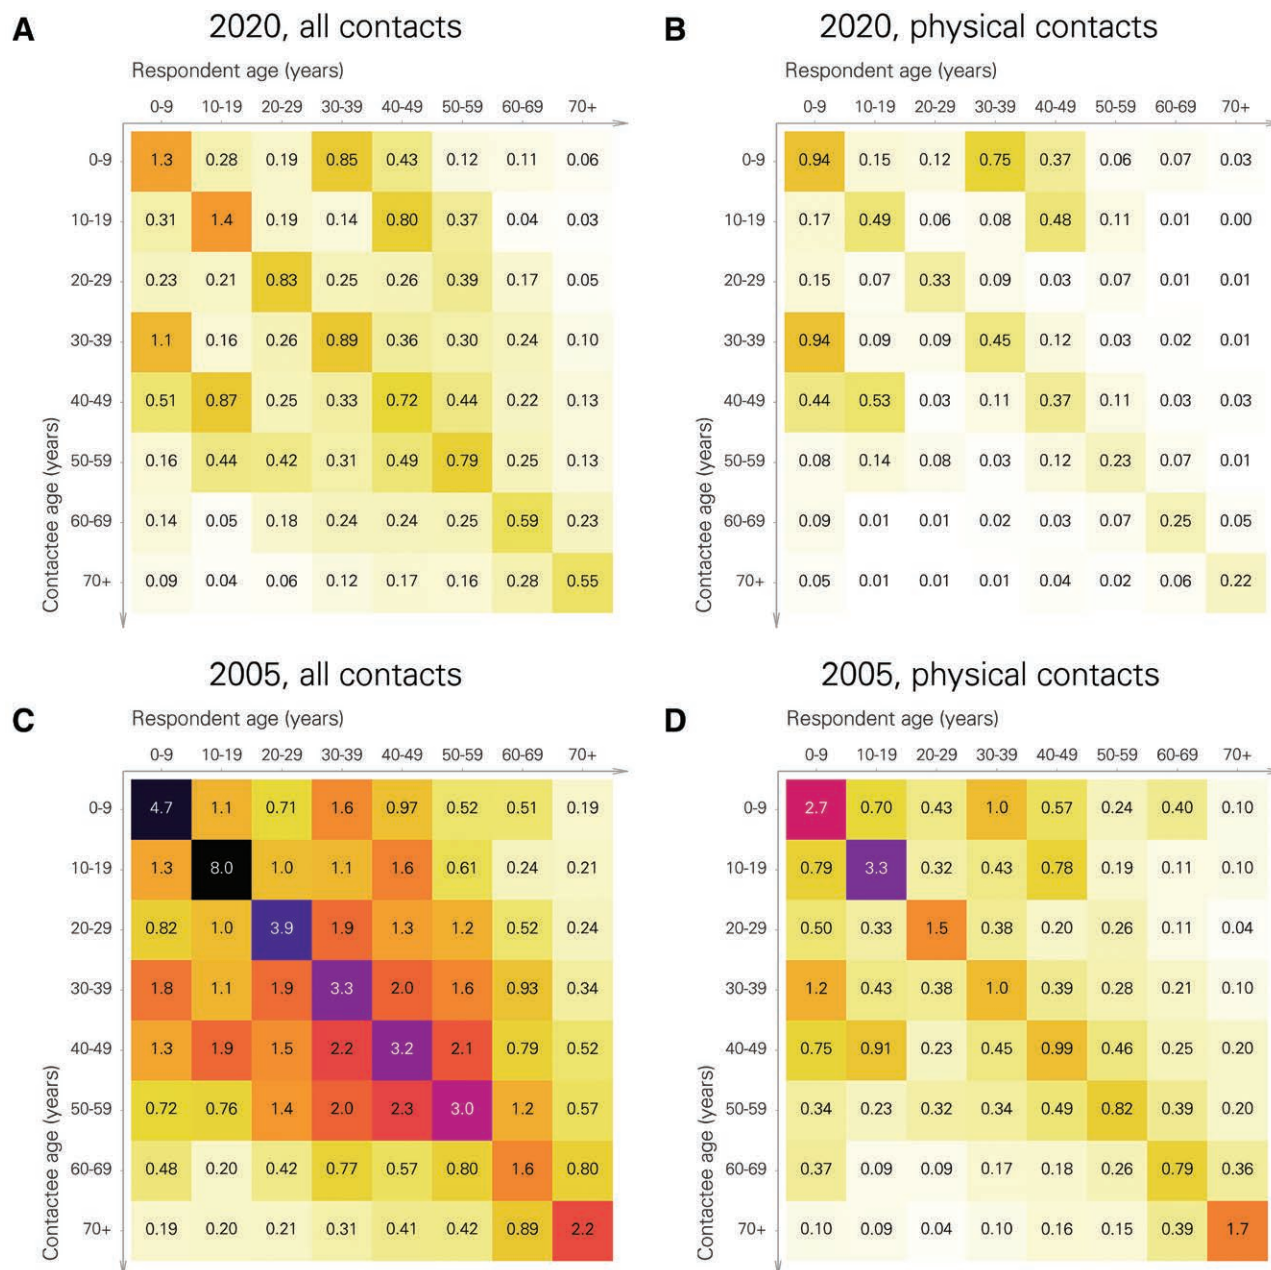 A 2020, all contacts
Respondent age (years)
0-9 10-19 20-29 30-39 40-49 50-59 60-69 70+
0-9 1.3 0.28 0.19 0.85 0.43 0.12 0.11 0.06
10-19 0.31 1.4 0.19 0.14 0.80 0.37 0.04 0.03
20-29 0.23 0.21 0.83 0.25 0.26 0.39 0.17 0.05
30-39 1.1 0.16 0.26 0.89 0.36 0.30 0.24 0.10
40-49 0.51 0.87 0.25 0.33 0.72 0.44 0.22 0.13
50-59 0.16 0.44 0.42 0.31 0.49 0.79 0.25 0.13
60-69 0.14 0.05 0.18 0.24 0.24 0.25 0.59 0.23
70+ 0.09 0.04 0.06 0.12 0.17 0.16 0.28 0.55
Contactee age (years)
B 2020, physical contacts
Respondent age (years)
0-9 10-19 20-29 30-39 40-49 50-59 60-69 70+
0-9 0.94 0.15 0.12 0.75 0.37 0.06 0.07 0.03
10-19 0.17 0.49 0.06 0.08 0.48 0.11 0.01 0.00
20-29 0.15 0.07 0.33 0.09 0.03 0.07 0.01 0.01
30-39 0.94 0.09 0.09 0.45 0.12 0.03 0.02 0.01
40-49 0.44 0.53 0.03 0.11 0.37 0.11 0.03 0.03
50-59 0.08 0.14 0.08 0.03 0.12 0.23 0.07 0.01
60-69 0.09 0.01 0.01 0.02 0.03 0.07 0.25 0.05
70+ 0.05 0.01 0.01 0.01 0.04 0.02 0.06 0.22
Contactee age (years)
C 2005, all contacts
Respondent age (years)
0-9 10-19 20-29 30-39 40-49 50-59 60-69 70+
0-9 4.7 1.1 0.71 1.6 0.97 0.52 0.51 0.19
10-19 1.3 8.0 1.0 1.1 1.6 0.61 0.24 0.21
20-29 0.82 1.0 3.9 1.9 1.3 1.2 0.52 0.24
30-39 1.8 1.1 1.9 3.3 2.0 1.6 0.93 0.34
40-49 1.3 1.9 1.5 2.2 3.2 2.1 0.79 0.52
50-59 0.72 0.76 1.4 2.0 2.3 3.0 1.2 0.57
60-69 0.48 0.20 0.42 0.77 0.57 0.80 1.6 0.80
70+ 0.19 0.20 0.21 0.31 0.41 0.42 0.89 2.2
Contactee age (years)
D 2005, physical contacts
Respondent age (years)
0-9 10-19 20-29 30-39 40-49 50-59 60-69 70+
0-9 2.7 0.70 0.43 1.0 0.57 0.24 0.40 0.10
10-19 0.79 3.3 0.32 0.43 0.78 0.19 0.11 0.10
20-29 0.50 0.33 1.5 0.38 0.20 0.26 0.11 0.04
30-39 1.2 0.43 0.38 1.0 0.39 0.28 0.21 0.10
40-49 0.75 0.91 0.23 0.45 0.99 0.46 0.25 0.20
50-59 0.34 0.23 0.32 0.34 0.49 0.82 0.39 0.20
60-69 0.37 0.09 0.09 0.17 0.18 0.26 0.79 0.36
70+ 0.10 0.09 0.04 0.10 0.16 0.15 0.39 1.7
Contactee age (years)